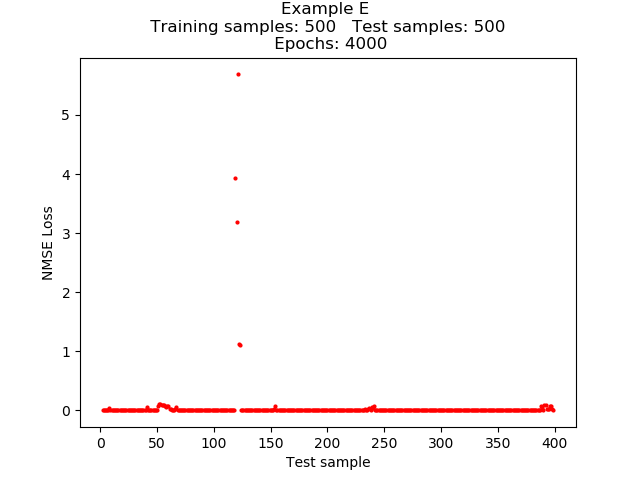 Example E
Training samples: 500   Test samples: 500
Epochs: 4000
NMSE Loss
5
4
3
2
1
0
0 50 100 150 200 250 300 350 400
Test sample